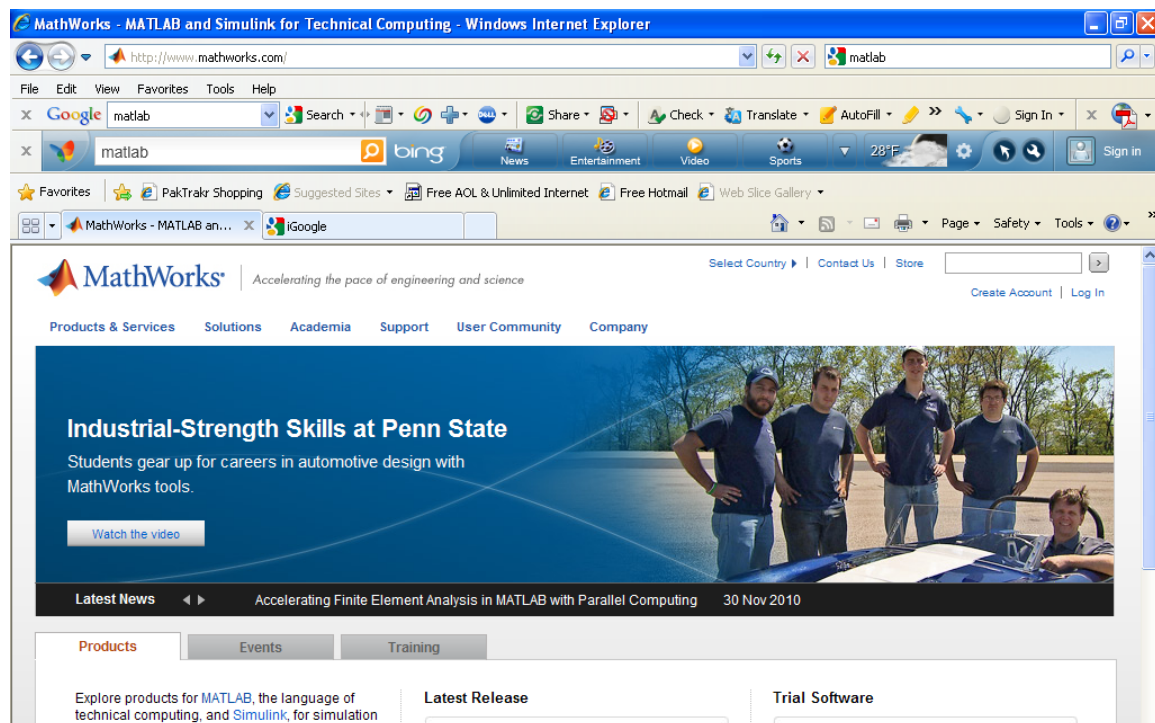 MathWorks - MATLAB and Simulink for Technical Computing - Windows Internet Explorer
http://www.mathworks.com/ matlab
File Edit View Favorites Tools Help
x Google matlab Search Share Check Translate AutoFill » Sign In x
x matlab bing News Entertainment Video Sports 28°F Sign in
Favorites PakTrakr Shopping Suggested Sites Free AOL & Unlimited Internet Free Hotmail Web Slice Gallery
MathWorks - MATLAB an... x iGoogle Page Safety Tools »
MathWorks® Accelerating the pace of engineering and science Select Country | Contact Us | Store
Create Account | Log In
Products & Services Solutions Academia Support User Community Company
Industrial-Strength Skills at Penn State
Students gear up for careers in automotive design with
MathWorks tools.
Watch the video
Latest News Accelerating Finite Element Analysis in MATLAB with Parallel Computing 30 Nov 2010
Products Events Training
Explore products for MATLAB, the language of
technical computing, and Simulink, for simulation
Latest Release
Trial Software